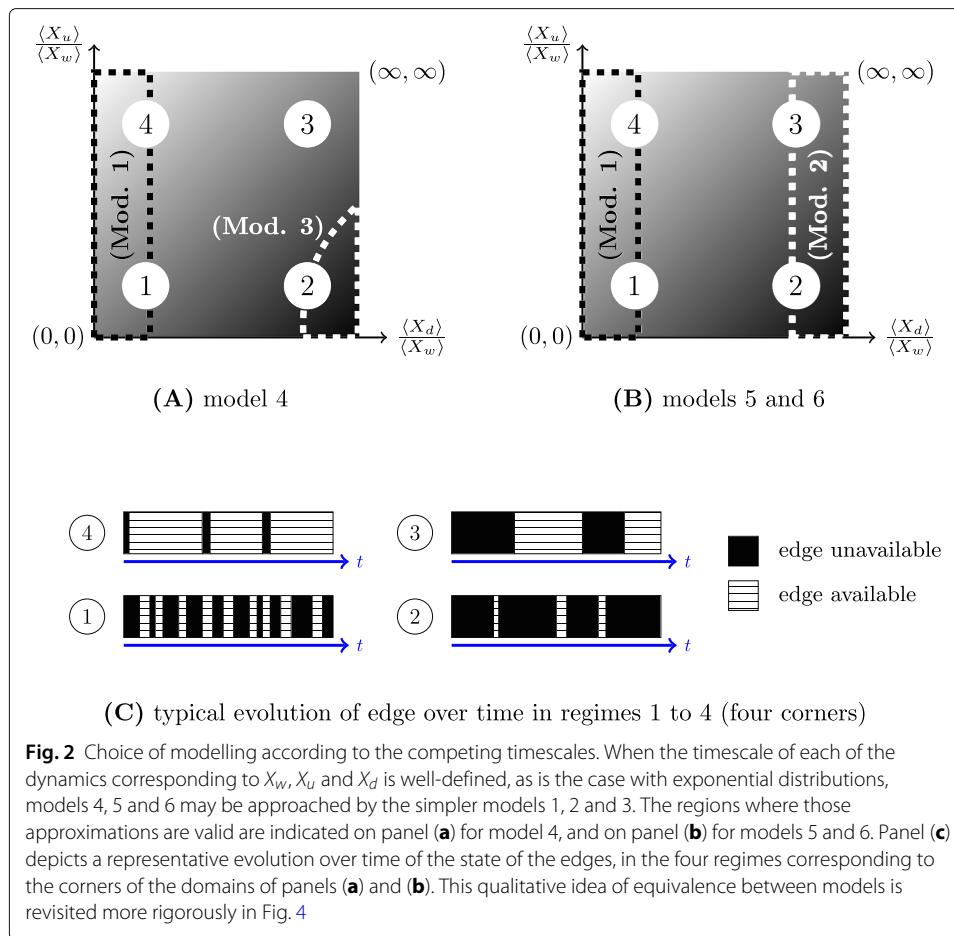 ⟨X_u⟩/⟨X_w⟩
(∞, ∞)
4
3
(Mod. 1)
(Mod. 3)
1
2
(0, 0)
⟨X_d⟩/⟨X_w⟩
(A) model 4
⟨X_u⟩/⟨X_w⟩
(∞, ∞)
4
3
(Mod. 1)
(Mod. 2)
1
2
(0, 0)
⟨X_d⟩/⟨X_w⟩
(B) models 5 and 6
4
t
3
t
edge unavailable
edge available
1
t
2
t
(C) typical evolution of edge over time in regimes 1 to 4 (four corners)
Fig. 2 Choice of modelling according to the competing timescales. When the timescale of each of the
dynamics corresponding to X_w, X_u and X_d is well-defined, as is the case with exponential distributions,
models 4, 5 and 6 may be approached by the simpler models 1, 2 and 3. The regions where those
approximations are valid are indicated on panel (a) for model 4, and on panel (b) for models 5 and 6. Panel (c)
depicts a representative evolution over time of the state of the edges, in the four regimes corresponding to
the corners of the domains of panels (a) and (b). This qualitative idea of equivalence between models is
revisited more rigorously in Fig. 4